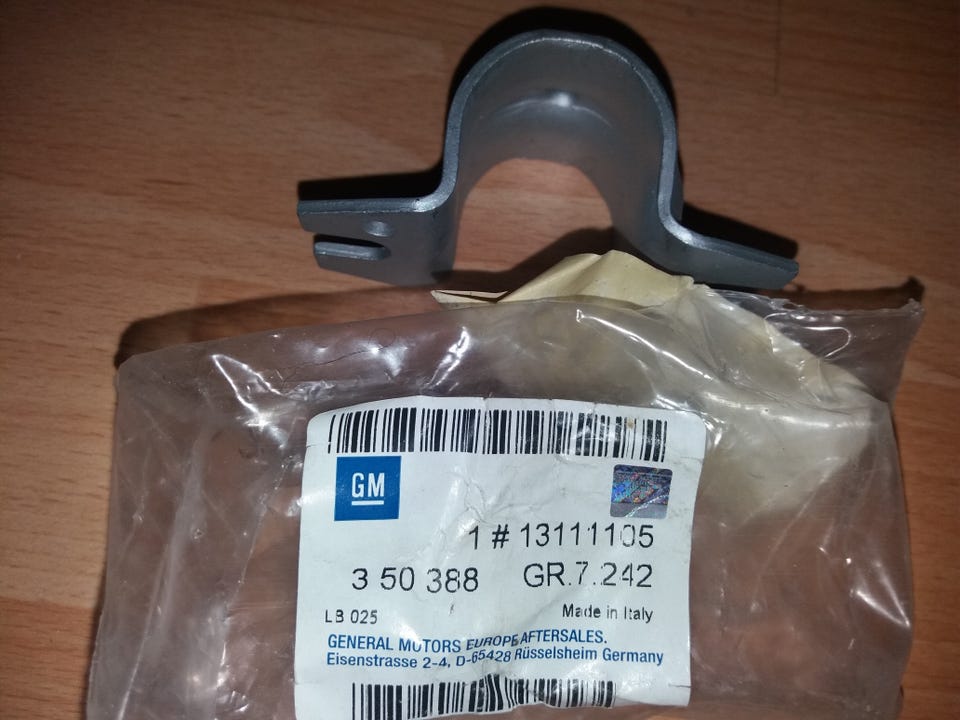 GM
1 # 13111105
3 50 388 GR.7.242
LB 025 Made in Italy
GENERAL MOTORS EUROPE AFTERSALES.
Eisenstrasse 2-4, D-65428 Rüsselsheim Germany